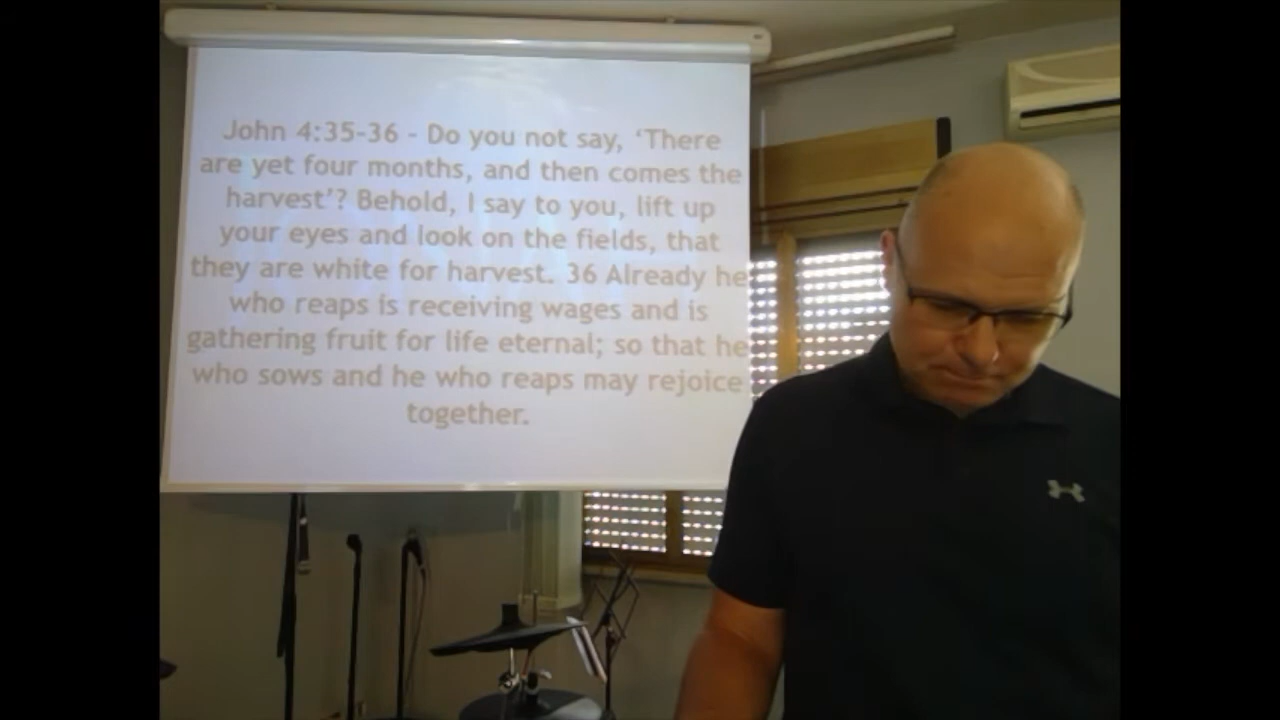 John 4:35-36 - Do you not say, ‘There
are yet four months, and then comes the
harvest’? Behold, I say to you, lift up
your eyes and look on the fields, that
they are white for harvest. 36 Already he
who reaps is receiving wages and is
gathering fruit for life eternal; so that he
who sows and he who reaps may rejoice
together.